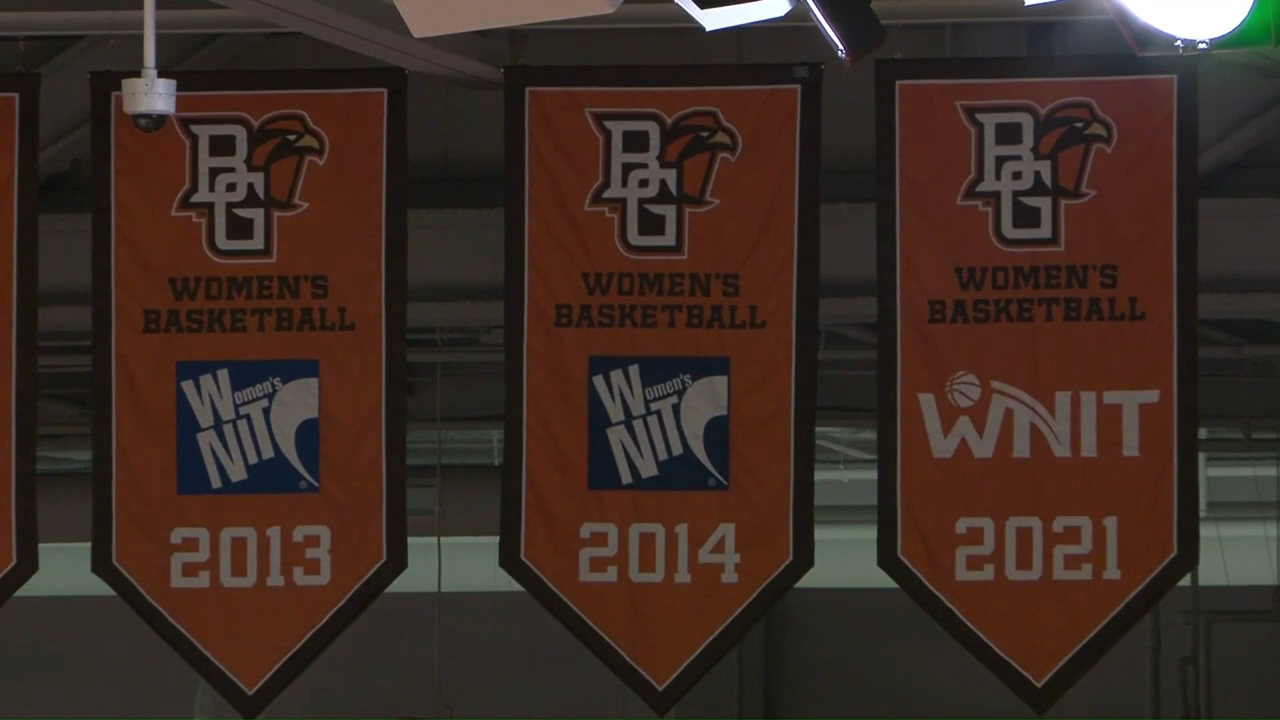 BG
WOMEN'S
BASKETBALL
Women's
NIT
®
2013
BG
WOMEN'S
BASKETBALL
Women's
NIT
®
2014
BG
WOMEN'S
BASKETBALL
WNIT
2021